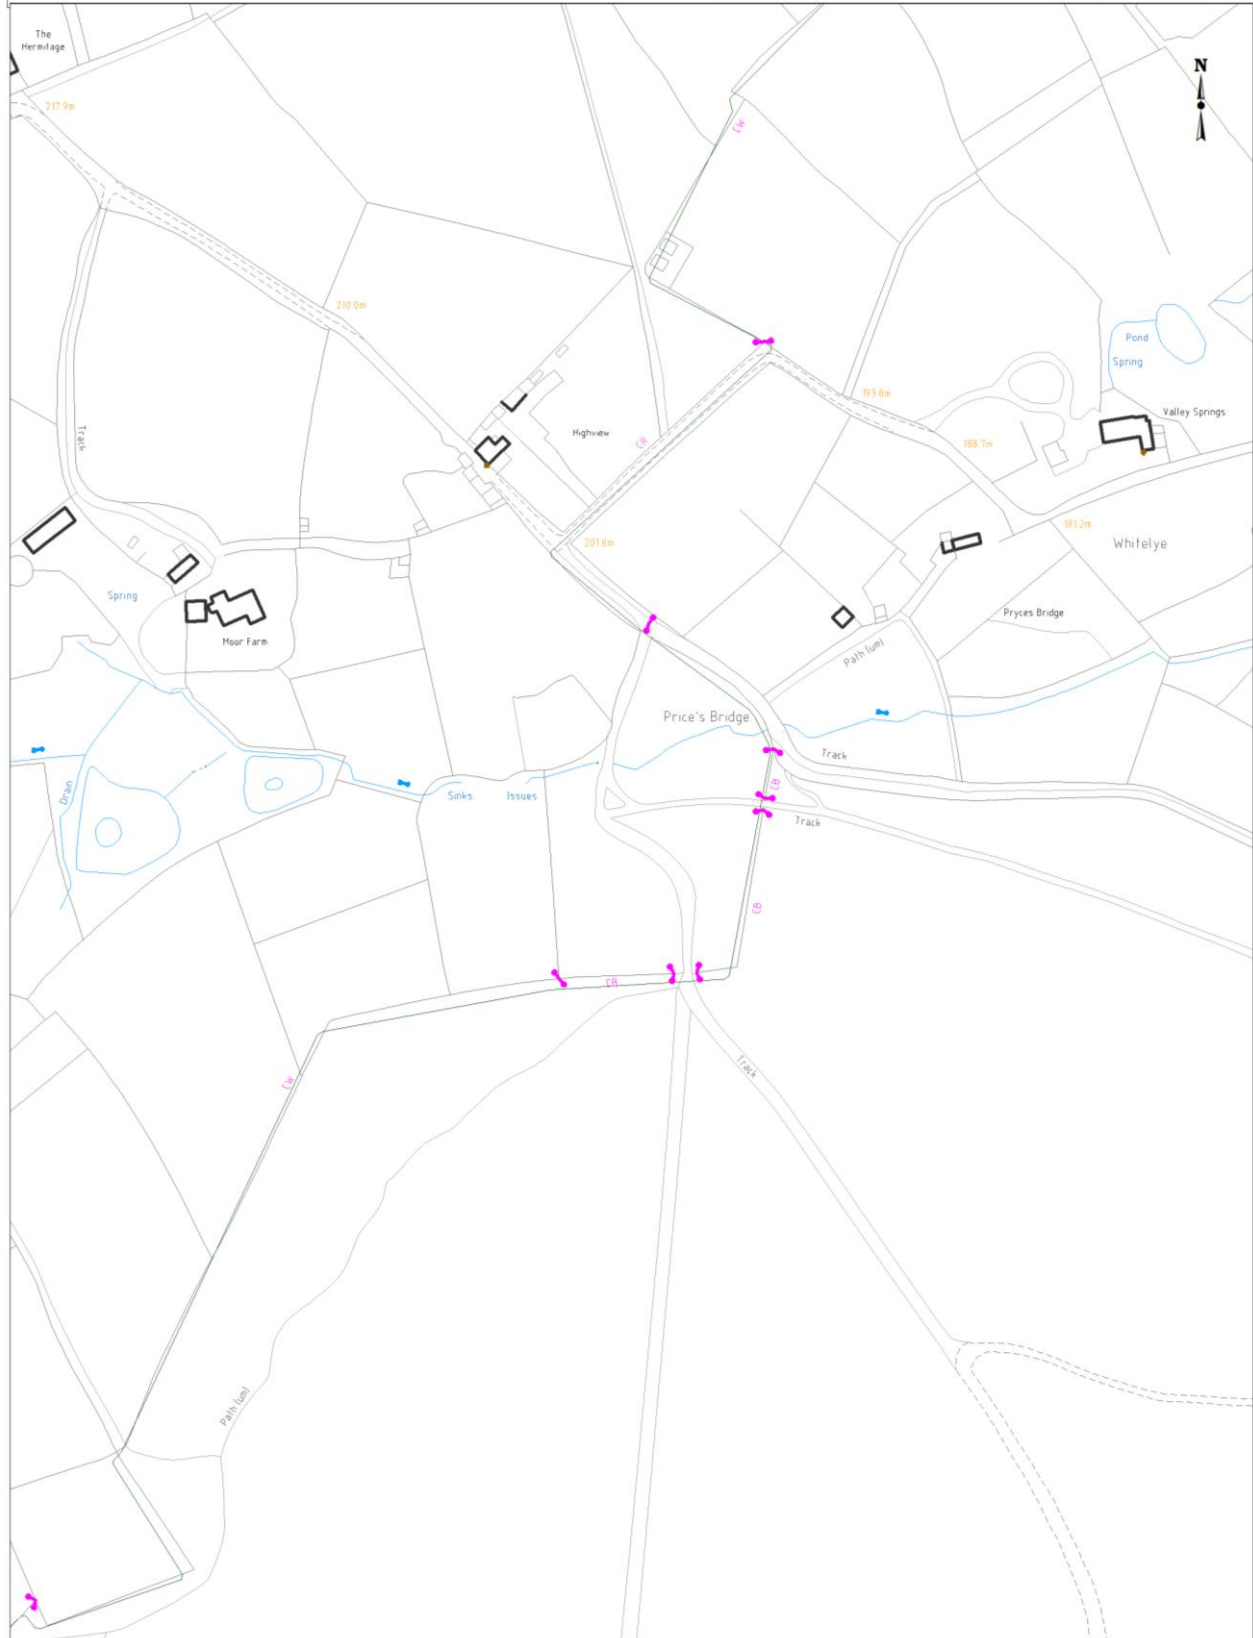 The
Hermitage
N
217.9m
CW
210.0m
Pond
Spring
193.8m
Valley Springs
Track
Highview
CR
188.7m
181.2m
201.6m
Whitelye
Spring
Pryces Bridge
Moor Farm
Path (um)
Price's Bridge
Track
CB
Drain
Sinks
Issues
Track
CB
CR
Track
CW
Path (um)